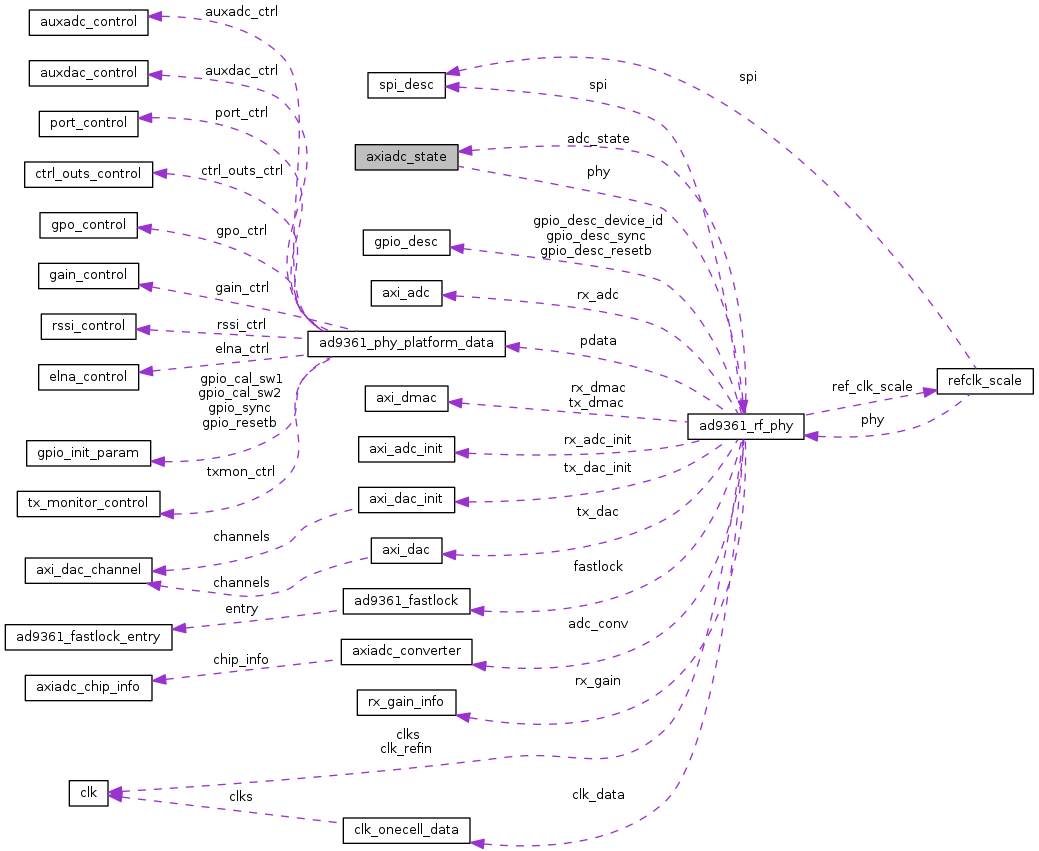 auxadc_control
auxadc_ctrl
auxdac_control
auxdac_ctrl
spi_desc
spi
spi
port_control
port_ctrl
axiadc_state
adc_state
phy
ctrl_outs_control
ctrl_outs_ctrl
gpo_control
gpo_ctrl
gpio_desc
gpio_desc_device_id
gpio_desc_sync
gpio_desc_resetb
gain_control
gain_ctrl
axi_adc
rx_adc
rssi_control
rssi_ctrl
ad9361_phy_platform_data
pdata
elna_control
elna_ctrl
gpio_cal_sw1
gpio_cal_sw2
gpio_sync
gpio_resetb
axi_dmac
rx_dmac
tx_dmac
ref_clk_scale
refclk_scale
phy
ad9361_rf_phy
gpio_init_param
axi_adc_init
rx_adc_init
tx_monitor_control
txmon_ctrl
axi_dac_init
tx_dac_init
channels
axi_dac
tx_dac
axi_dac_channel
channels
ad9361_fastlock
fastlock
entry
ad9361_fastlock_entry
axiadc_converter
adc_conv
chip_info
axiadc_chip_info
rx_gain_info
rx_gain
clks
clk_refin
clk
clks
clk_onecell_data
clk_data